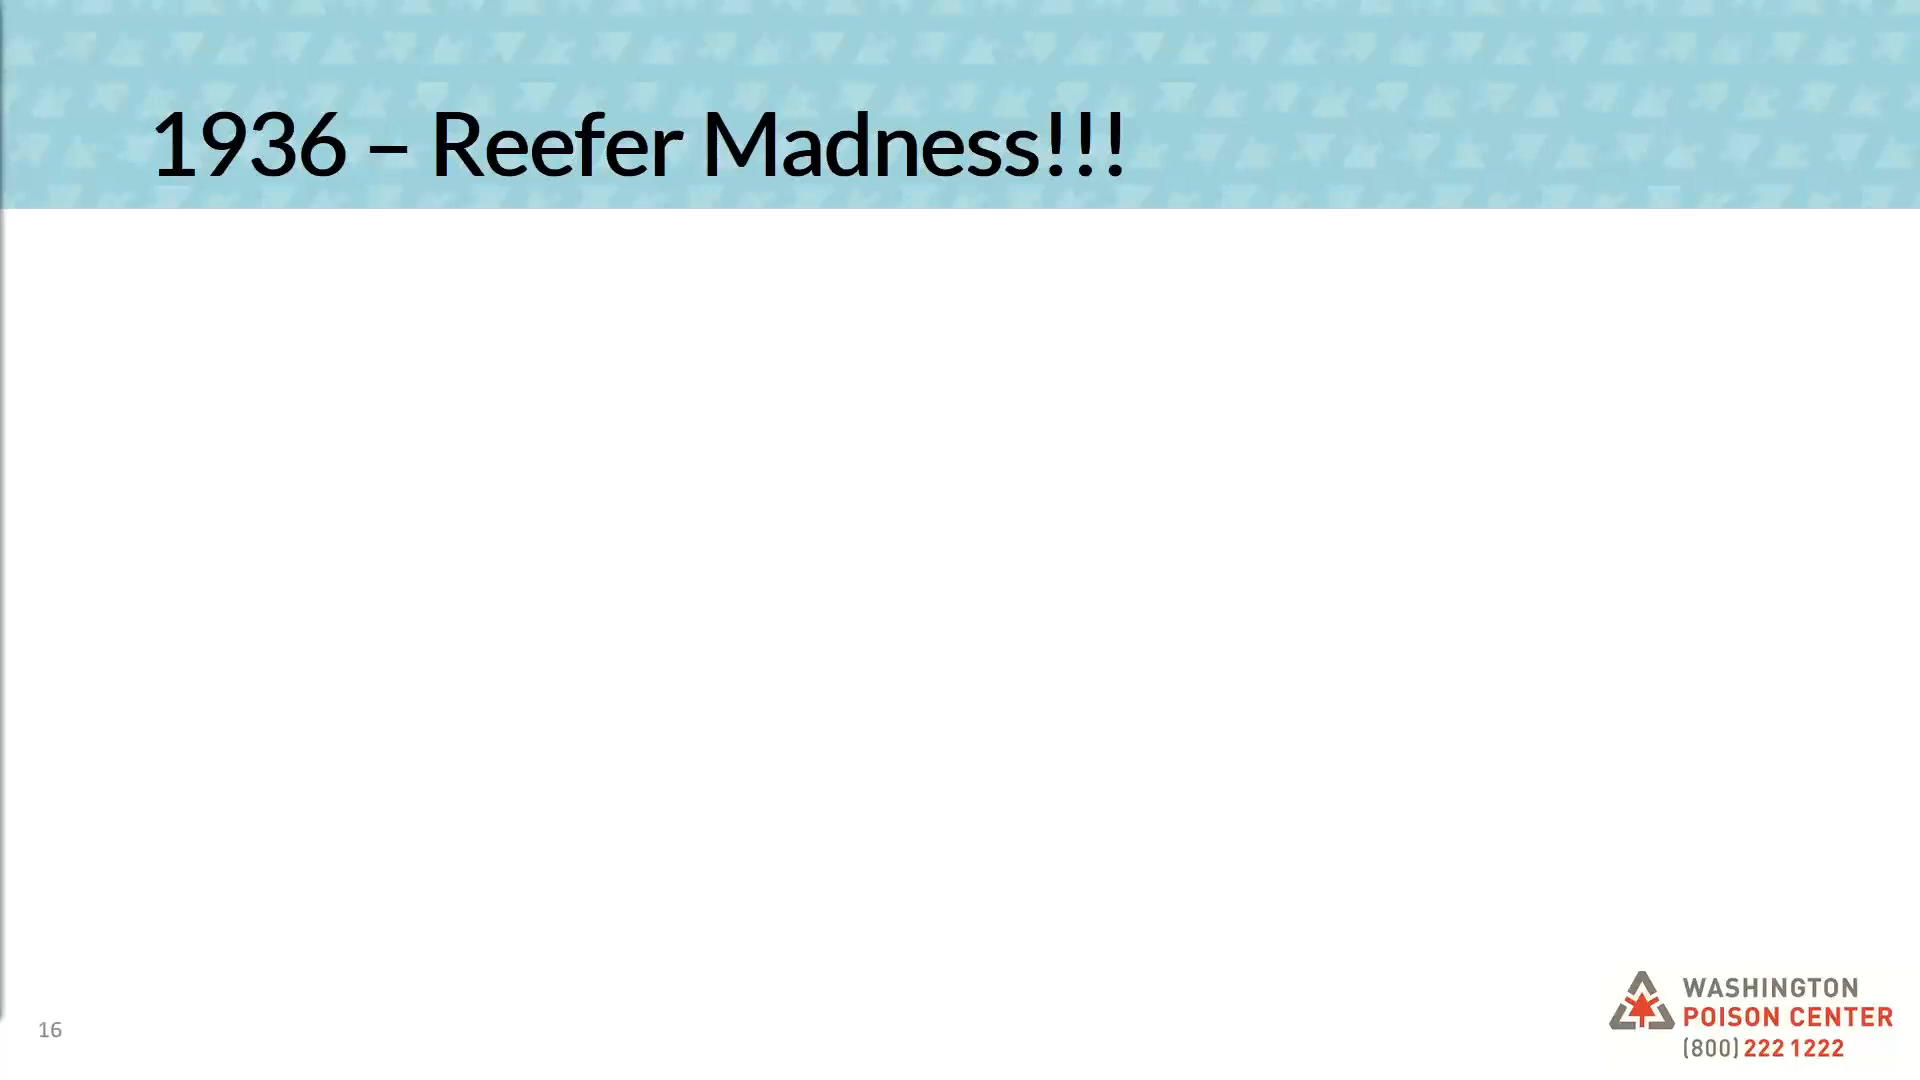 1936 – Reefer Madness!!!
WASHINGTON
POISON CENTER
(800) 222 1222
16